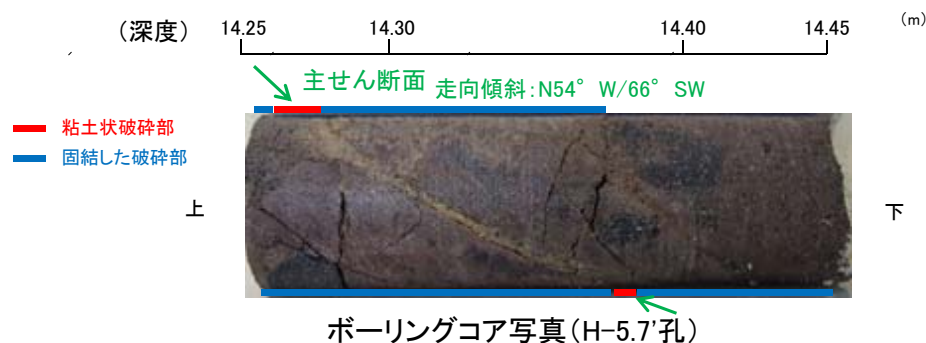 (深度) 14.25 14.30 14.40 14.45 (m)
主せん断面 走向傾斜:N54°W/66°SW
粘土状破砕部
固結した破砕部
上 下
ボーリングコア写真(H-5.7'孔)